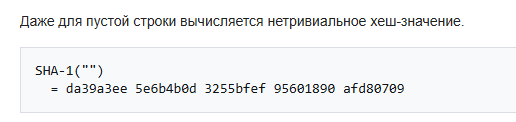 Даже для пустой строки вычисляется нетривиальное хеш-значение.
SHA-1("")
= da39a3ee 5e6b4b0d 3255bfef 95601890 afd80709